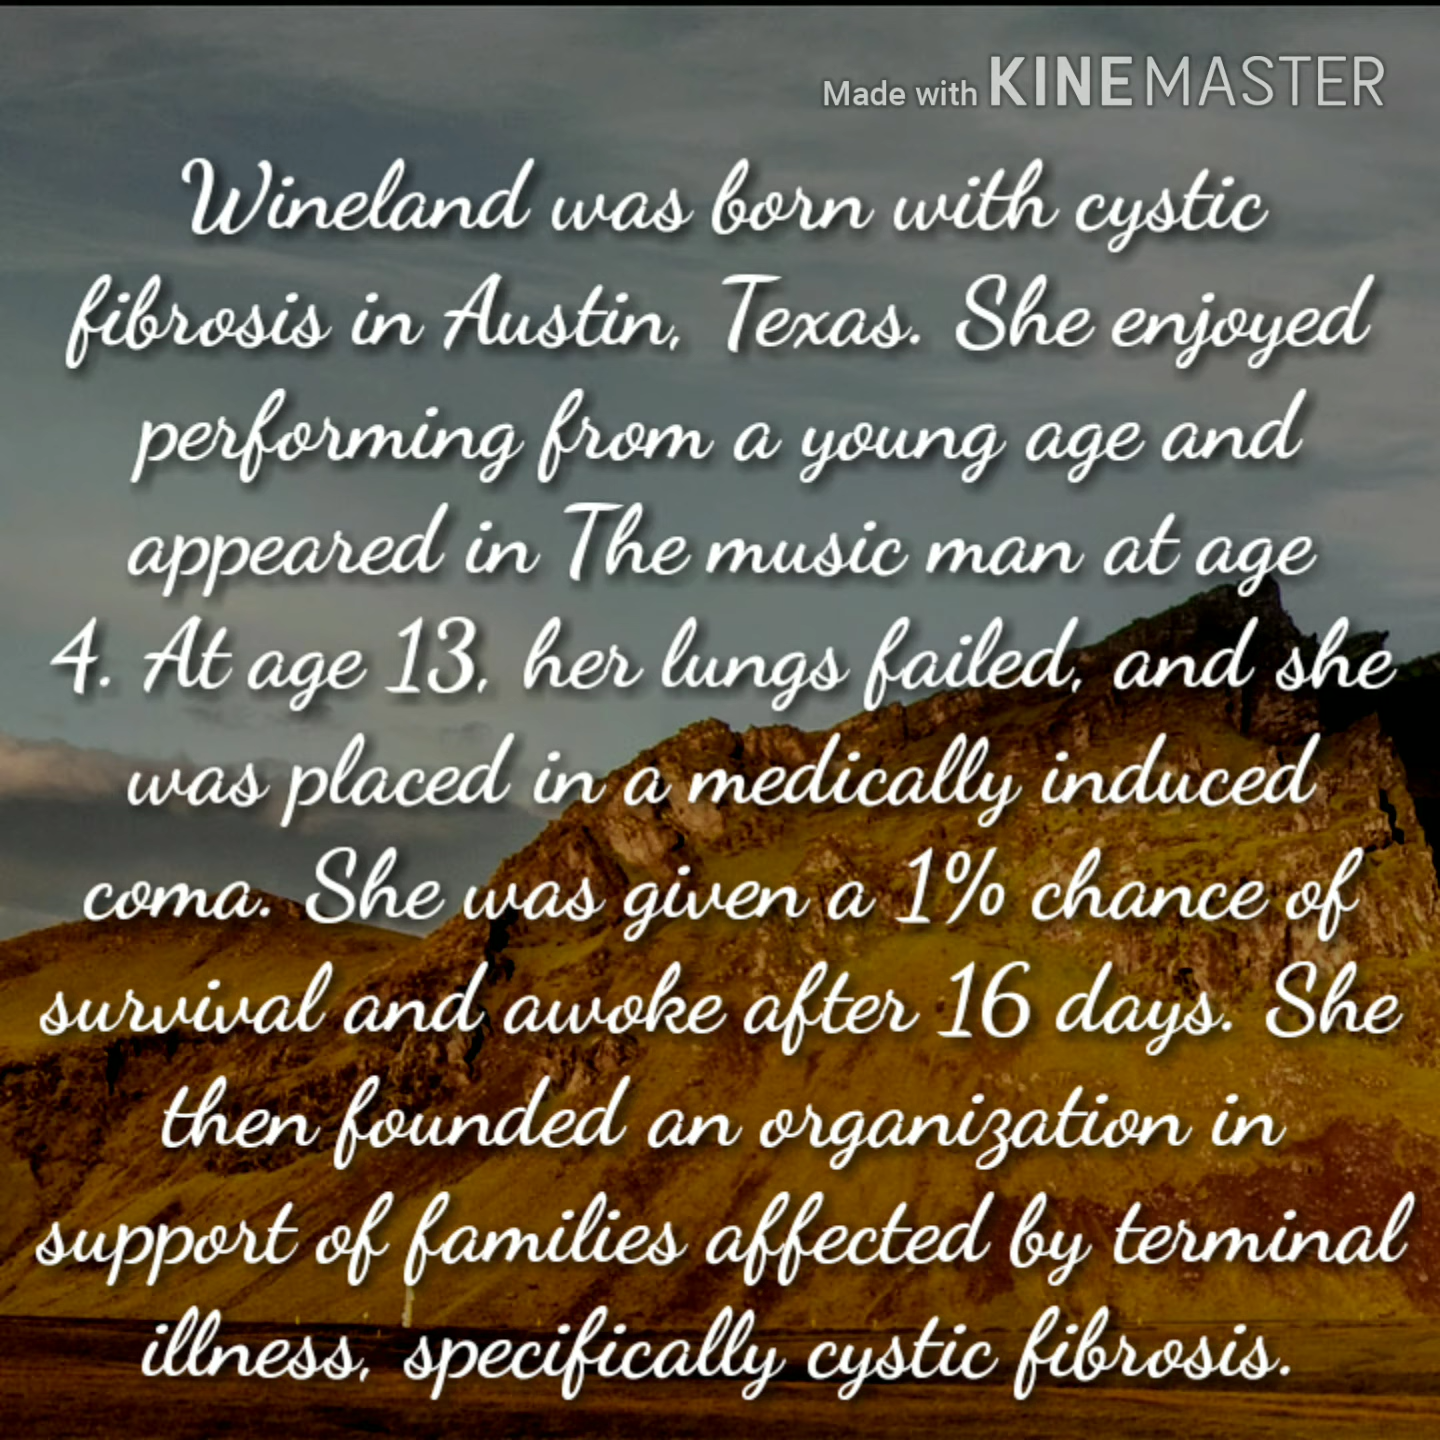 Made with KINEMASTER
Wineland was born with cystic
fibrosis in Austin, Texas. She enjoyed
performing from a young age and
appeared in The music man at age
4. At age 13, her lungs failed, and she
was placed in a medically induced
coma. She was given a 1% chance of
survival and awoke after 16 days. She
then founded an organization in
support of families affected by terminal
illness, specifically cystic fibrosis.